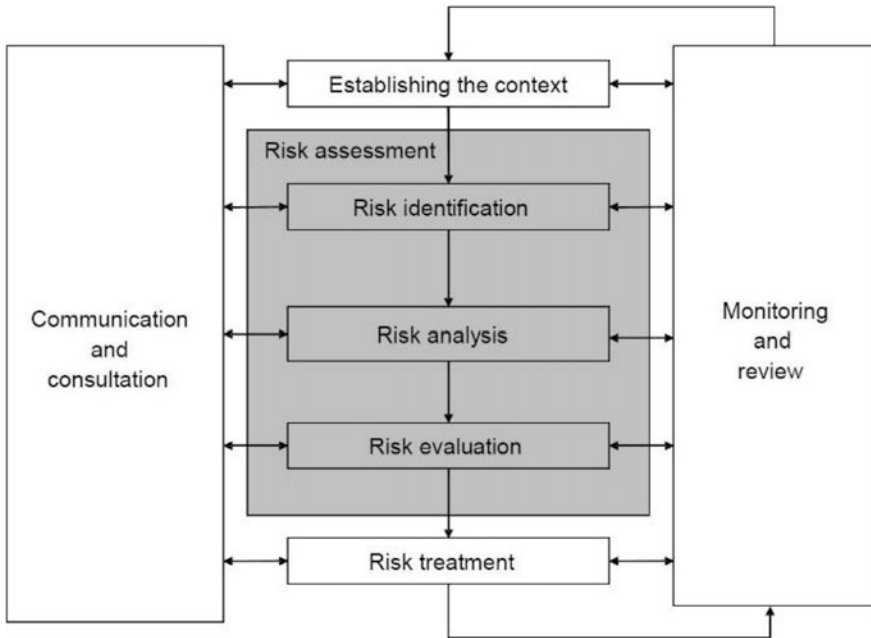 Establishing the context
Risk assessment
Risk identification
Communication
and
consultation
Risk analysis
Monitoring
and
review
Risk evaluation
Risk treatment